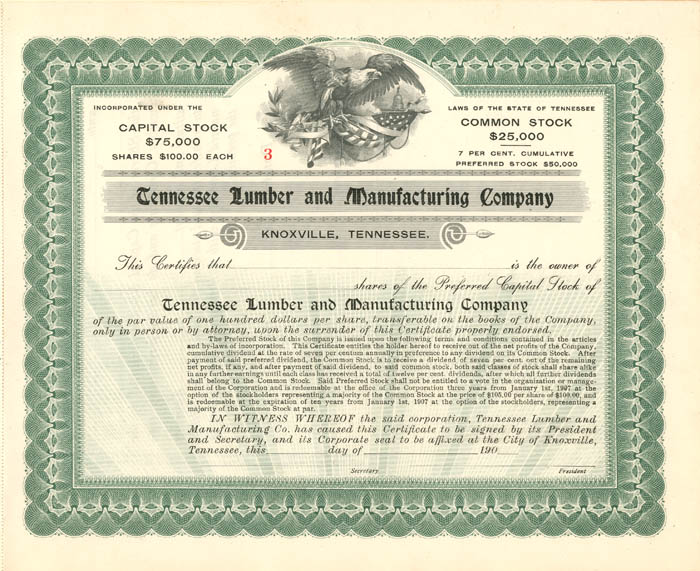 INCORPORATED UNDER THE
LAWS OF THE STATE OF TENNESSEE
CAPITAL STOCK
$75,000
SHARES $100.00 EACH
3
COMMON STOCK
$25,000
7 PER CENT. CUMULATIVE
PREFERRED STOCK $50,000
Tennessee Lumber and Manufacturing Company
KNOXVILLE, TENNESSEE.
This Certifies that is the owner of
shares of the Preferred Capital Stock of
Tennessee Lumber and Manufacturing Company
of the par value of one hundred dollars per share, transferable on the books of the Company,
only in person or by attorney, upon the surrender of this Certificate properly endorsed.
The Preferred Stock of this Company is issued upon the following terms and conditions contained in the articles
and by-laws of incorporation. This Certificate entitles the holder hereof to receive out of the net profits of the Company,
cumulative dividend at the rate of seven per centum annually in preference to any dividend on its Common Stock. After
payment of said preferred dividend, the Common Stock is to receive a dividend of seven per cent. out of the remaining
net profits, if any, and after payment of said dividend, to said common stock, both said classes of stock shall share alike
in any further earnings until each class has received a total of twelve per cent. dividends, after which all further dividends
shall belong to the Common Stock. Said Preferred Stock shall not be entitled to a vote in the organization or manage-
ment of the Corporation and is redeemable at the office of the Corporation three years from January 1st, 1907 at the
option of the stockholders representing a majority of the Common Stock at the price of $105.00 per share of $100.00, and
is redeemable at the expiration of ten years from January 1st, 1907 at the option of the stockholders, representing a
majority of the Common Stock at par.
IN WITNESS WHEREOF the said corporation, Tennessee Lumber and
Manufacturing Co. has caused this Certificate to be signed by its President
and Secretary, and its Corporate seal to be affixed at the City of Knoxville,
Tennessee, this day of 190
Secretary President